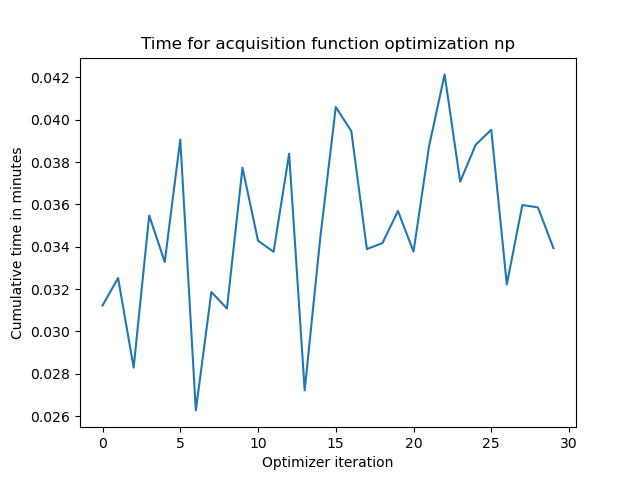 Time for acquisition function optimization np
Cumulative time in minutes
0.042
0.040
0.038
0.036
0.034
0.032
0.030
0.028
0.026
0 5 10 15 20 25 30
Optimizer iteration